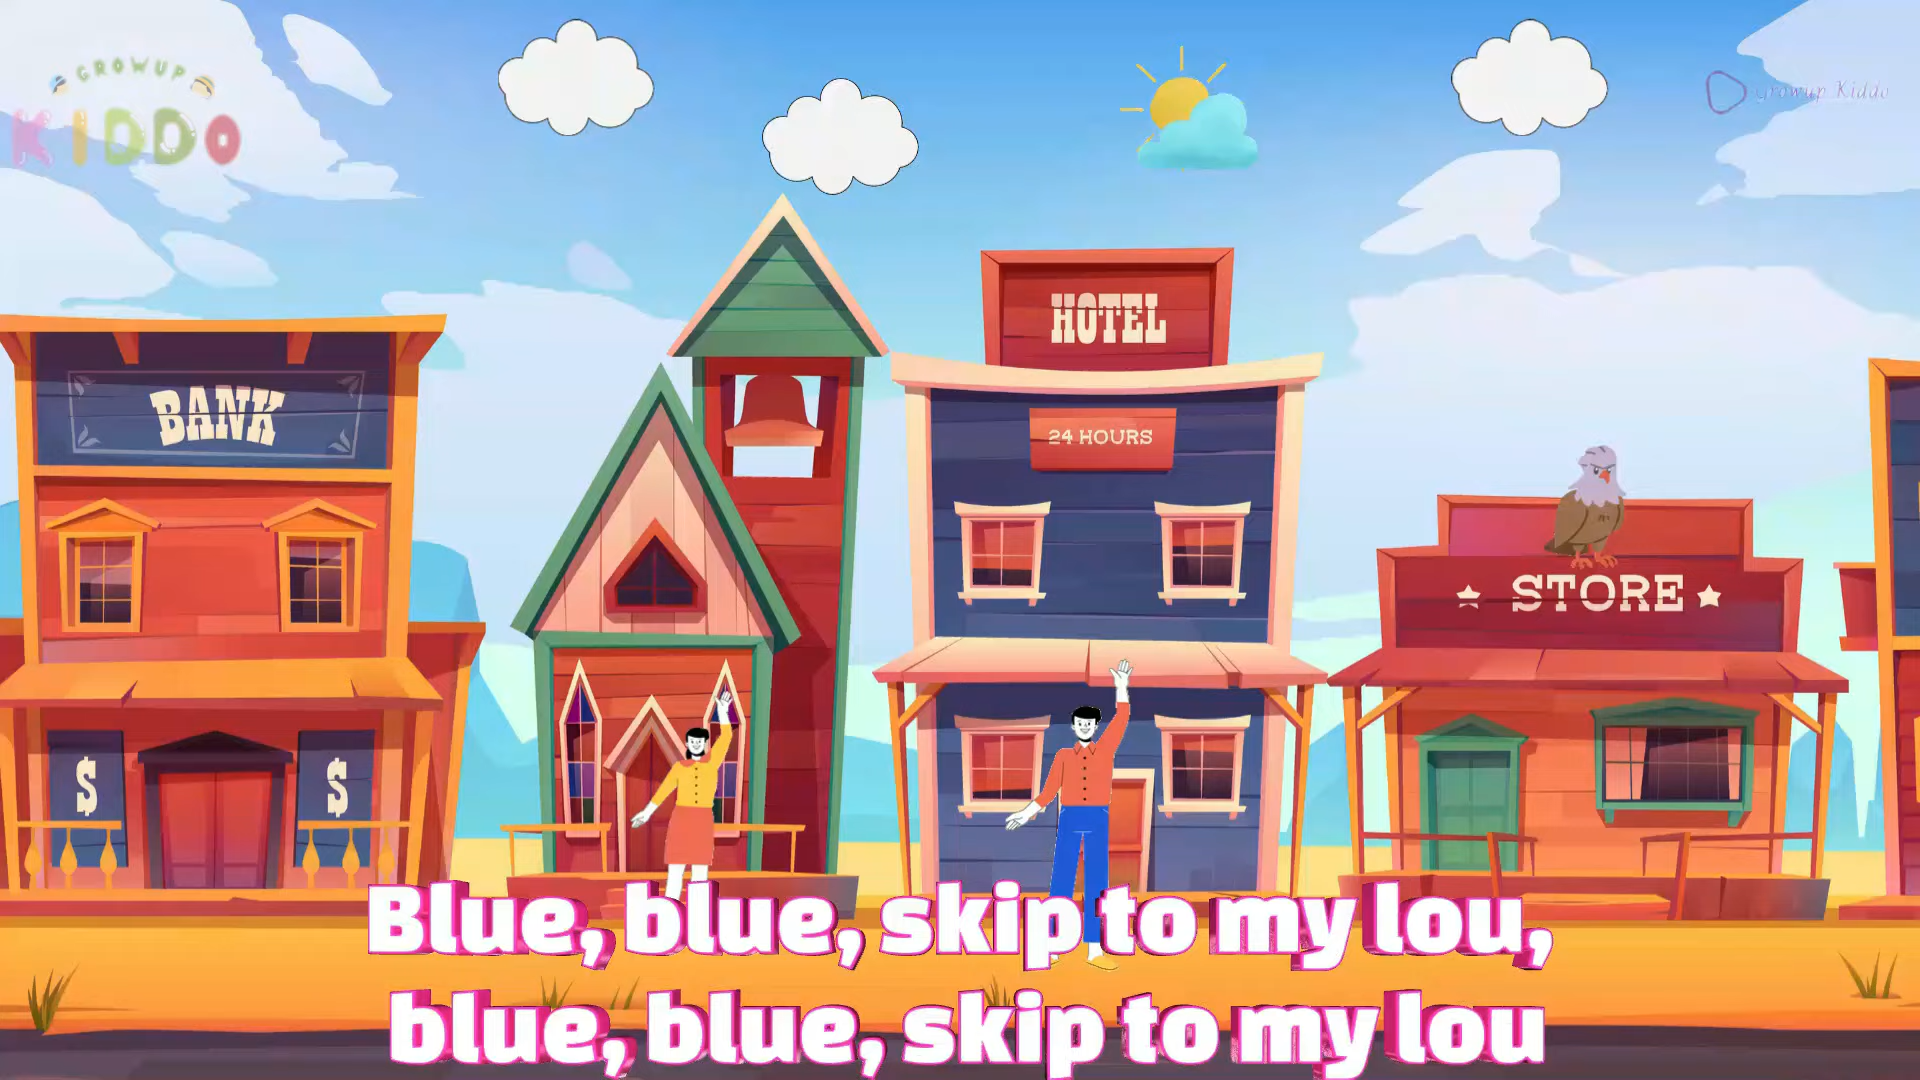 GROWUP
KIDDO
Growup Kiddo
HOTEL
BANK
24 HOURS
STORE
$ $
Blue, blue, skip to my lou,
blue, blue, skip to my lou